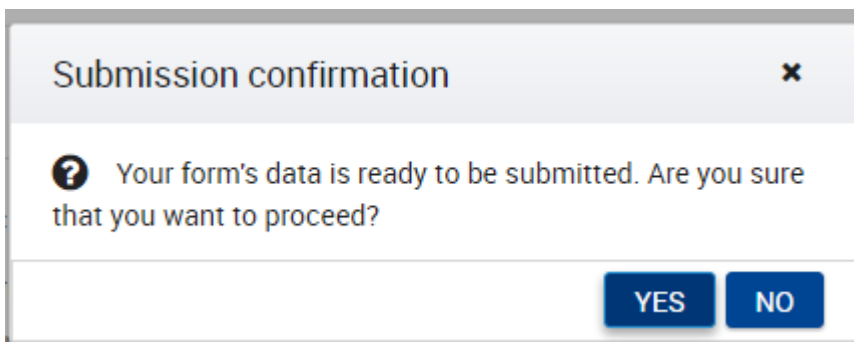 Submission confirmation
Your form's data is ready to be submitted. Are you sure
that you want to proceed?
YES NO